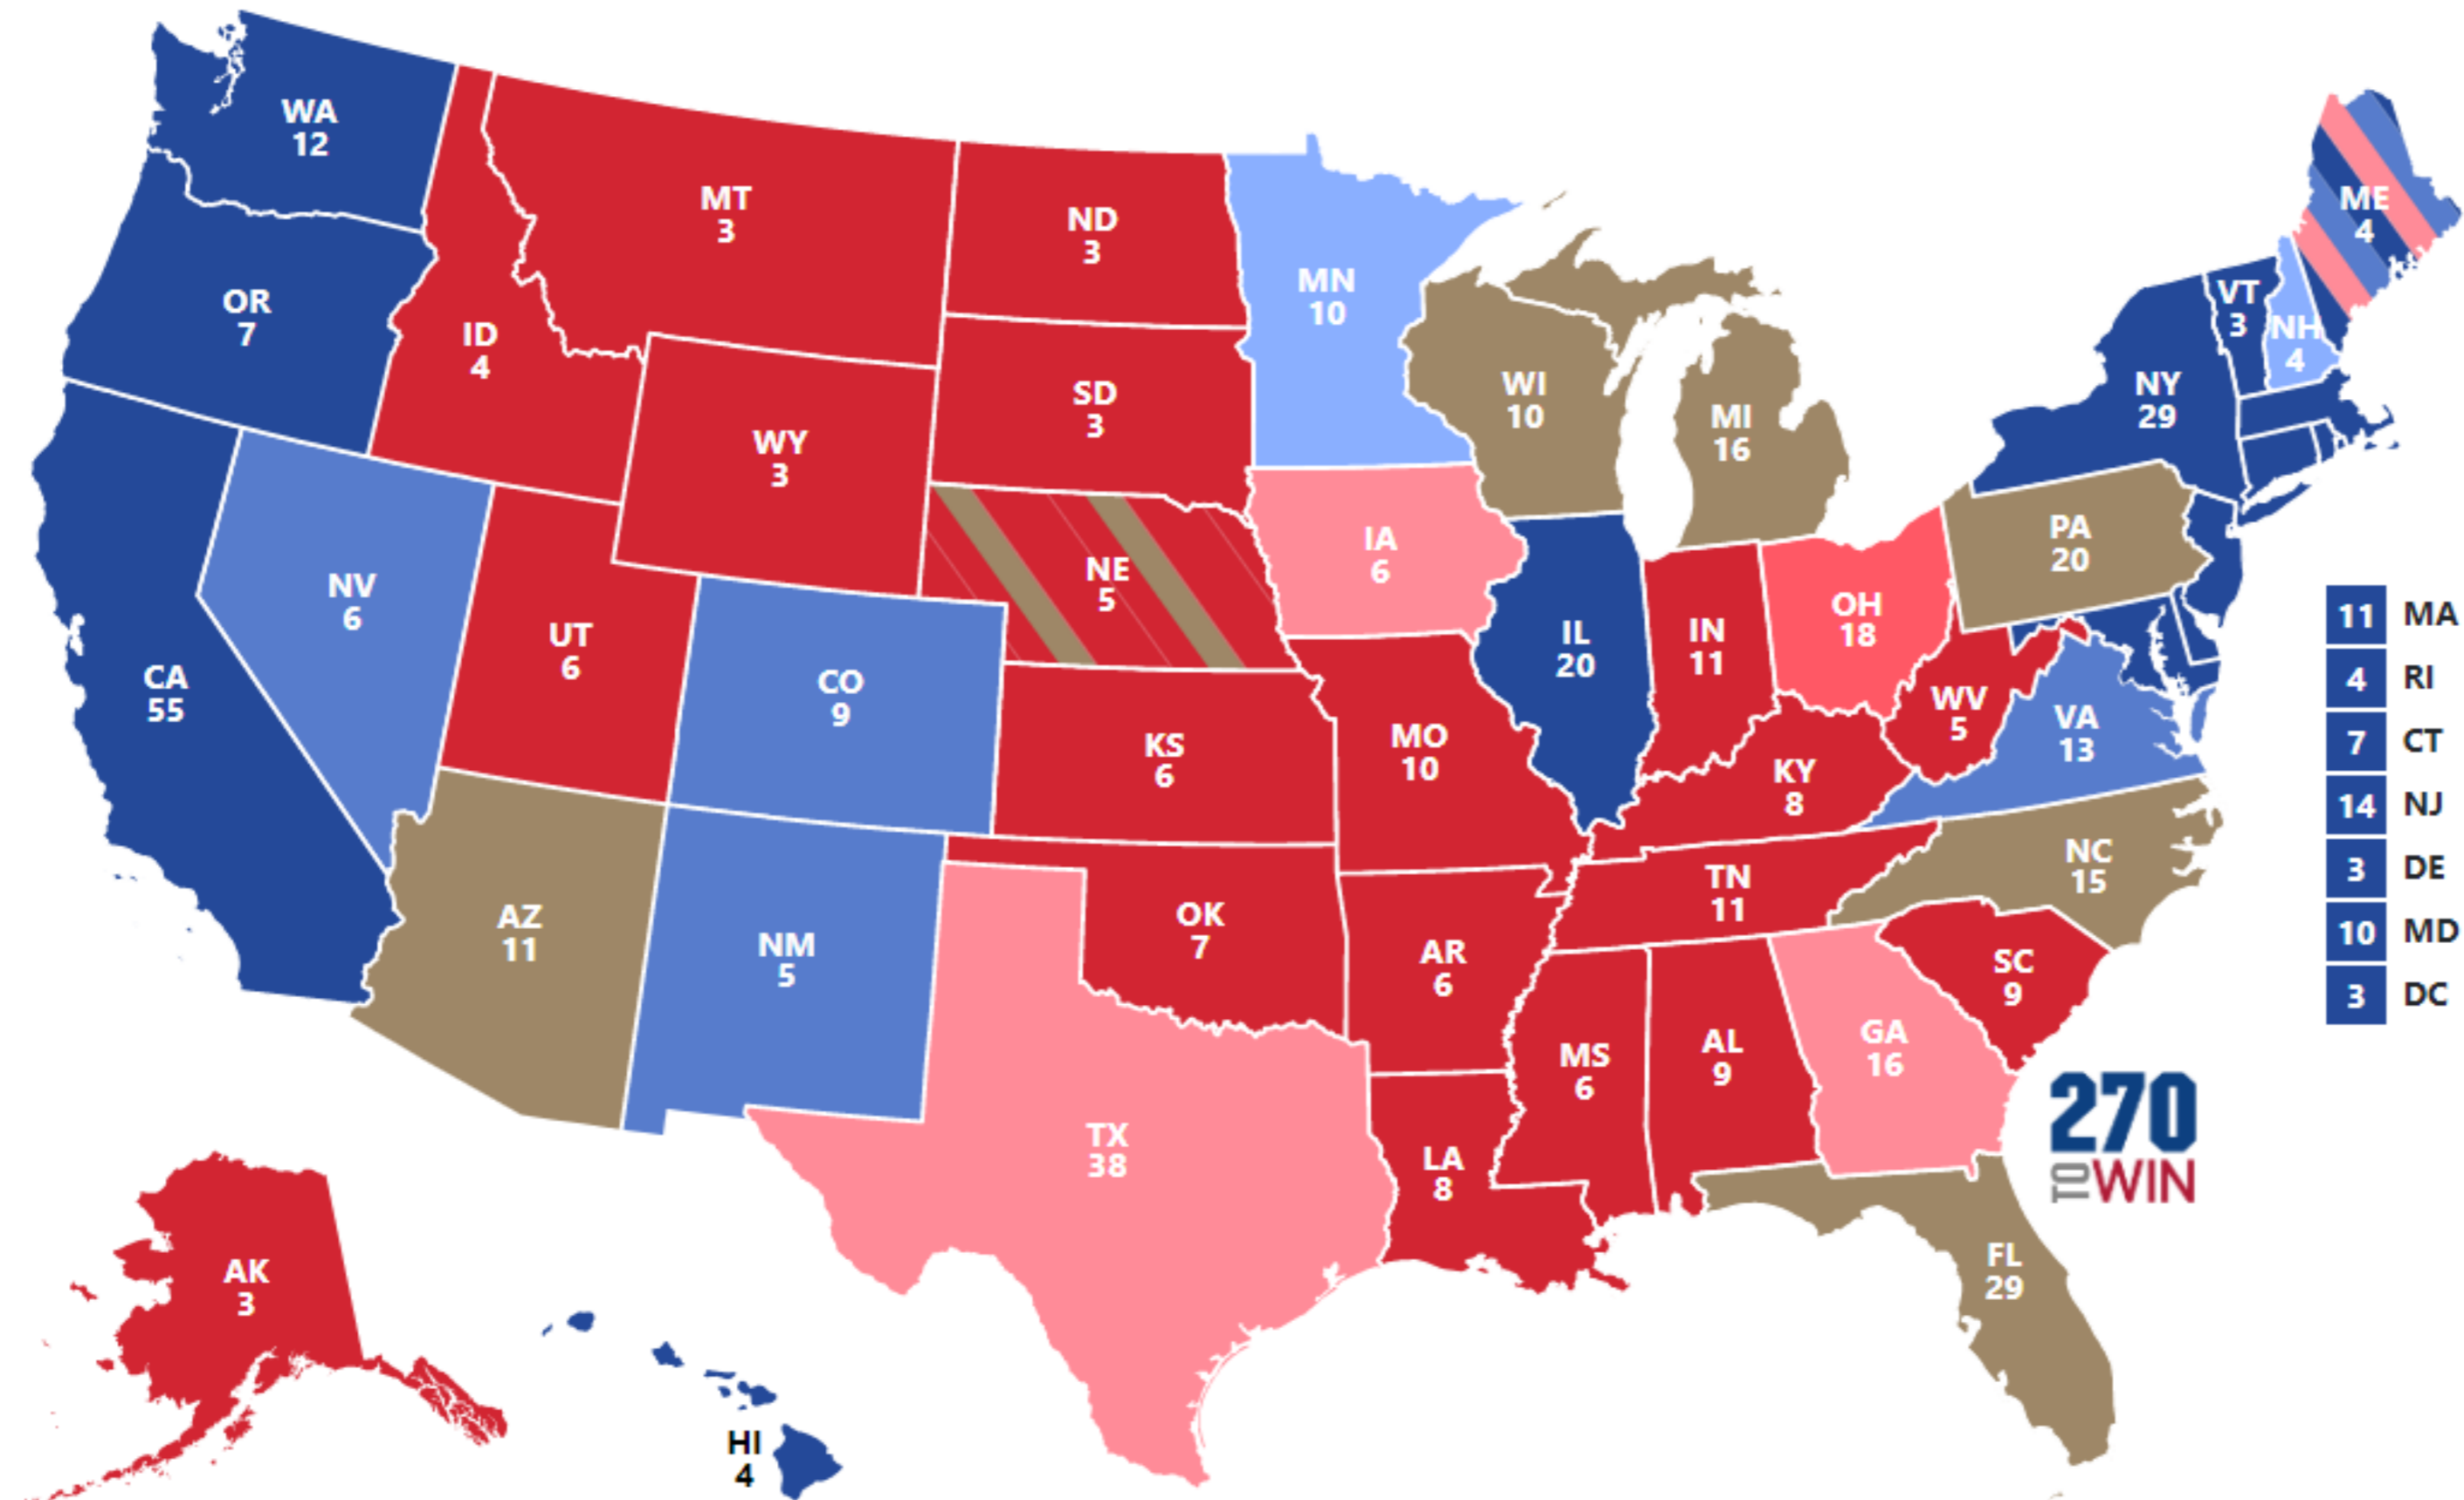 WA
12
OR
7
CA
55
NV
6
ID
4
MT
3
WY
3
UT
6
CO
9
AZ
11
NM
5
ND
3
SD
3
NE
5
KS
6
OK
7
TX
38
MN
10
IA
6
MO
10
AR
6
LA
8
WI
10
IL
20
MI
16
IN
11
OH
18
KY
8
TN
11
MS
6
AL
9
GA
16
FL
29
SC
9
NC
15
VA
13
WV
5
PA
20
NY
29
VT
3
NH
4
ME
4
11 MA
4 RI
7 CT
14 NJ
3 DE
10 MD
3 DC
AK
3
HI
4
270
TO WIN